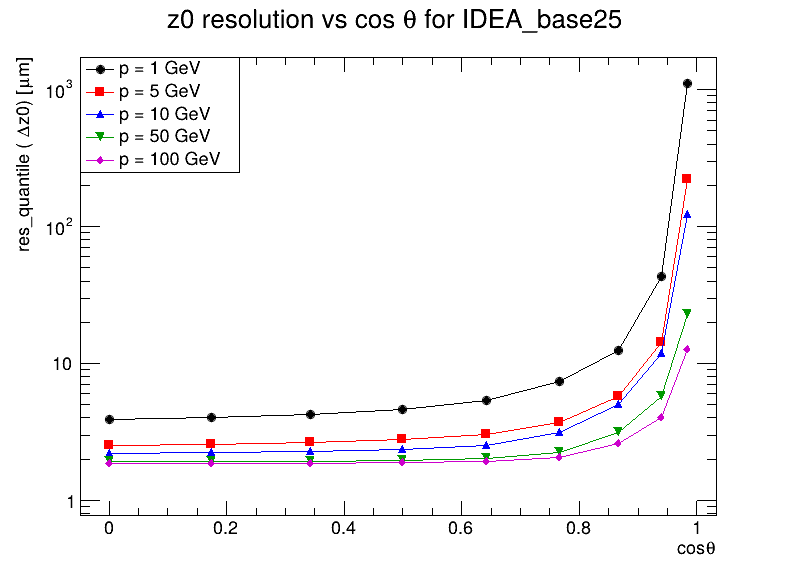 z0 resolution vs cos θ for IDEA_base25
res_quantile ( Δz0) [μm]
p = 1 GeV
p = 5 GeV
p = 10 GeV
p = 50 GeV
p = 100 GeV
10³
10²
10
1
0 0.2 0.4 0.6 0.8 1
cosθ